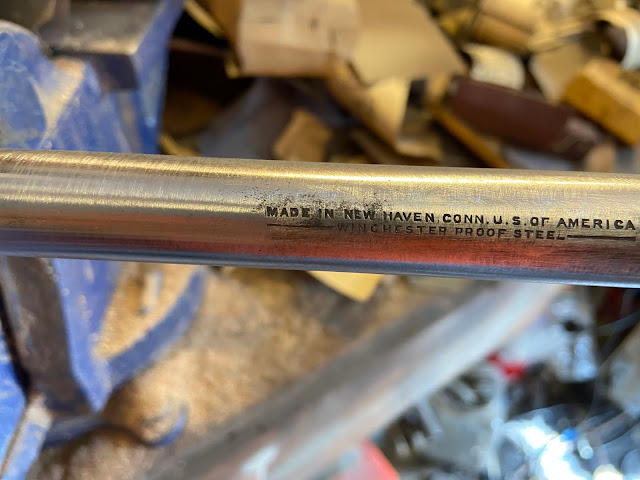 MADE IN NEW HAVEN, CONN. U.S. OF AMERICA
WINCHESTER PROOF STEEL